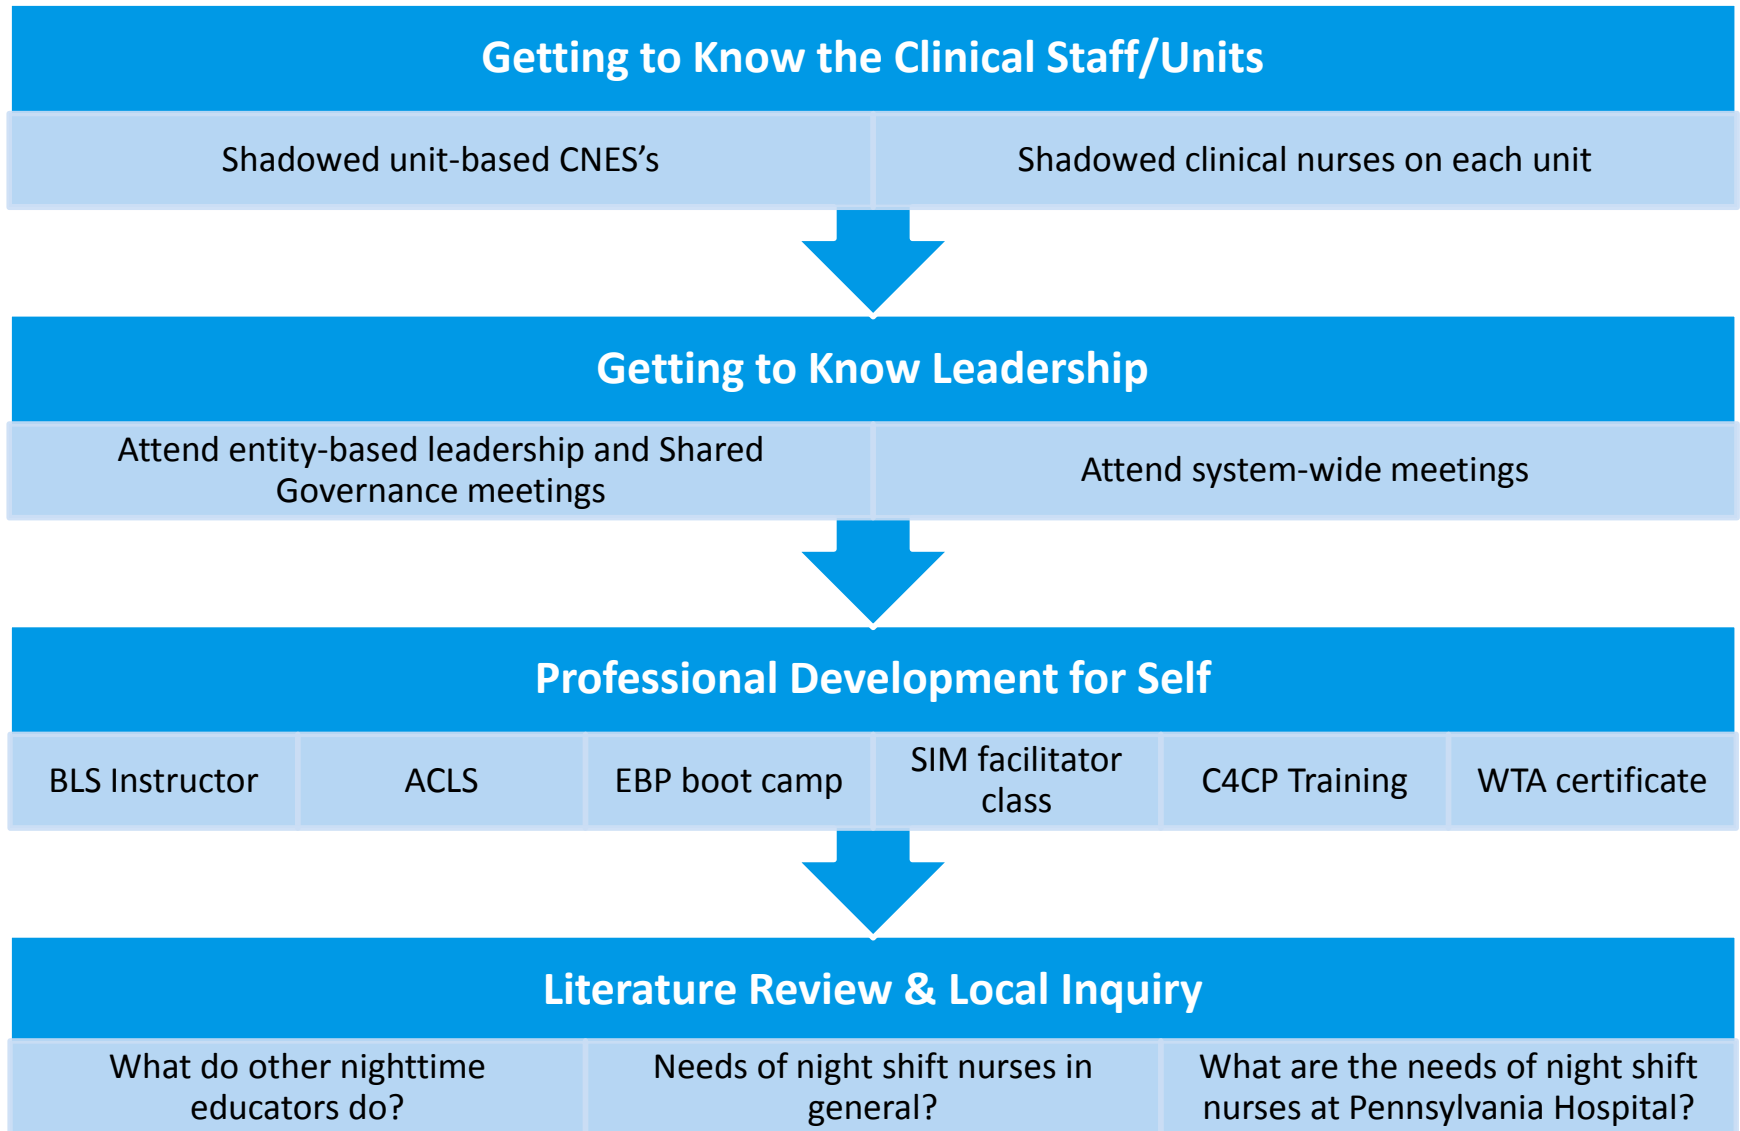 Getting to Know the Clinical Staff/Units
Shadowed unit-based CNES’s
Shadowed clinical nurses on each unit
Getting to Know Leadership
Attend entity-based leadership and Shared
Governance meetings
Attend system-wide meetings
Professional Development for Self
BLS Instructor
ACLS
EBP boot camp
SIM facilitator
class
C4CP Training
WTA certificate
Literature Review & Local Inquiry
What do other nighttime
educators do?
Needs of night shift nurses in
general?
What are the needs of night shift
nurses at Pennsylvania Hospital?